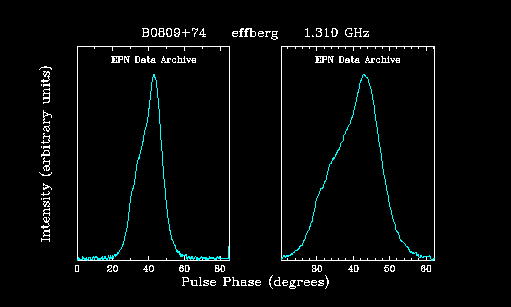 B0809+74 effberg 1.310 GHz
EPN Data Archive
EPN Data Archive
Intensity (arbitrary units)
0 20 40 60 80
30 40 50 60
Pulse Phase (degrees)